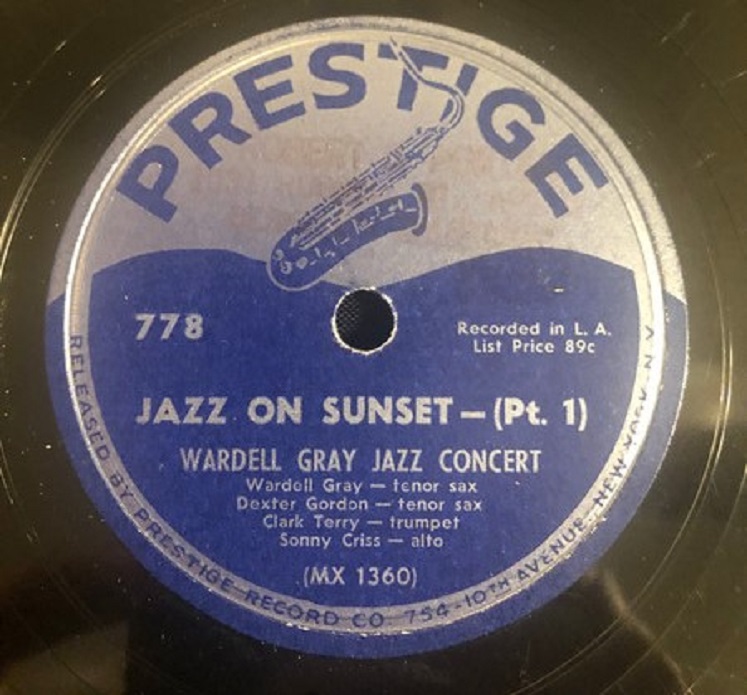 PRESTIGE
778
Recorded in L. A.
List Price 89c
JAZZ ON SUNSET — (Pt. 1)
WARDELL GRAY JAZZ CONCERT
Wardell Gray — tenor sax
Dexter Gordon — tenor sax
Clark Terry — trumpet
Sonny Criss — alto
(MX 1360)
RELEASED BY PRESTIGE RECORD CO. 754-10TH AVENUE, NEW YORK, N.Y.